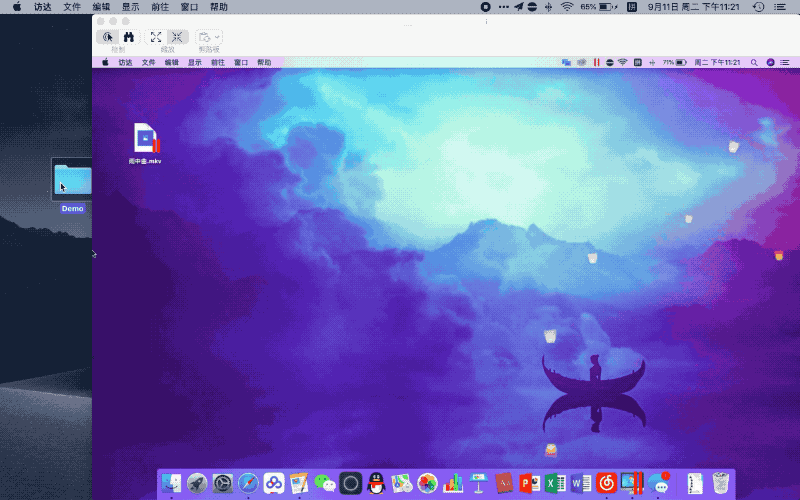 访达 文件 编辑 显示 前往 窗口 帮助 65% 拼 9月11日 周二 下午11:21
控制 缩放 剪贴板
访达 文件 编辑 显示 前往 窗口 帮助 71% 拼 周二 下午11:21
雨中曲.mkv
Demo